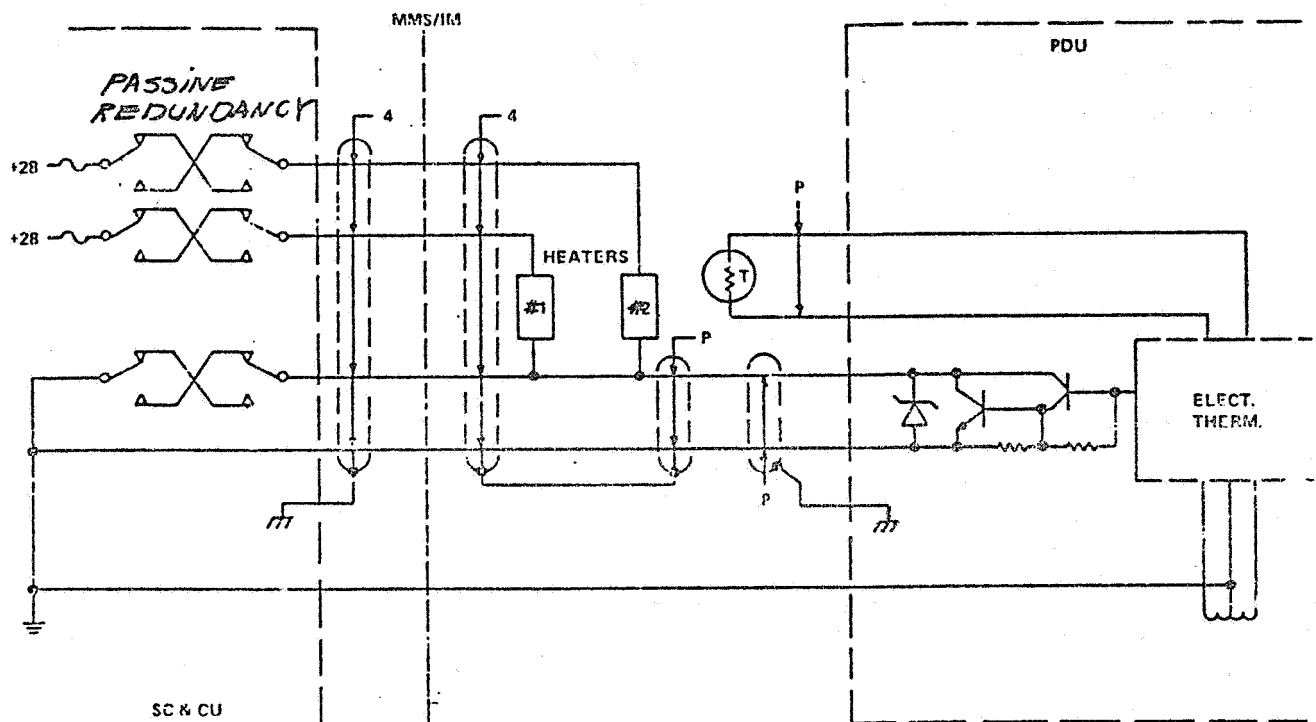 MMS/IM
PDU
PASSIVE
REDUNDANCY
4
4
+28
P
+28
HEATERS
T
#1
#2
P
ELECT.
THERM.
P
SC & CU